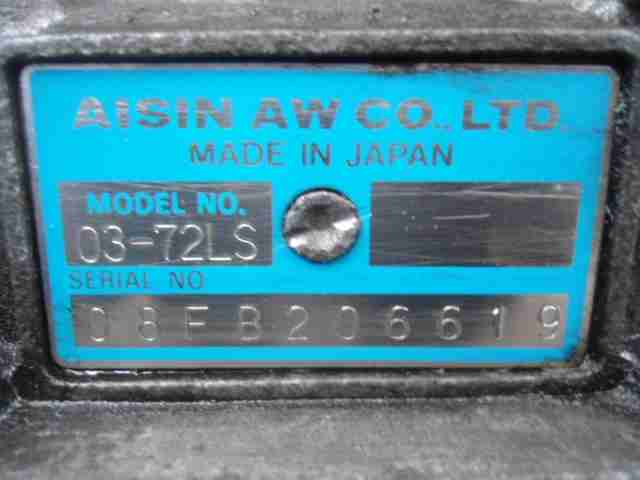 AISIN AW CO., LTD
MADE IN JAPAN
MODEL NO.
03-72LS
SERIAL NO
08FB206619